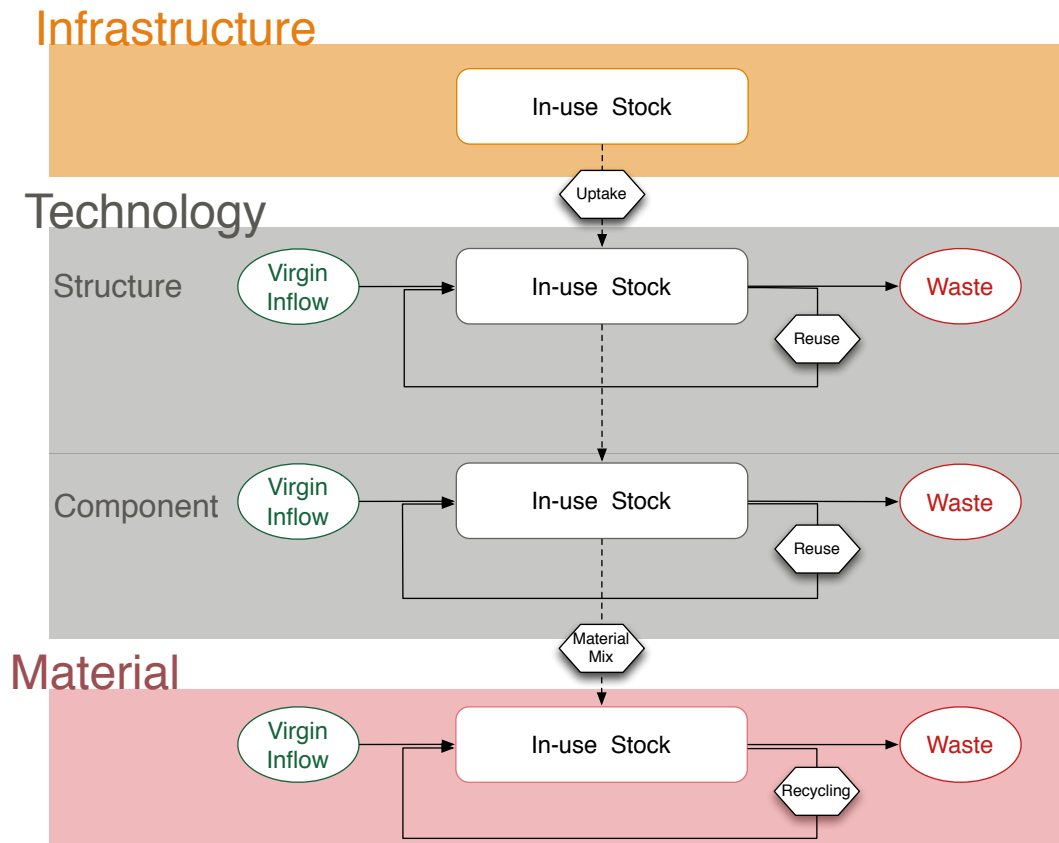 Infrastructure
In-use Stock
Uptake
Technology
Structure
Virgin
Inflow
In-use Stock
Waste
Reuse
Component
Virgin
Inflow
In-use Stock
Waste
Reuse
Material
Mix
Material
Virgin
Inflow
In-use Stock
Waste
Recycling